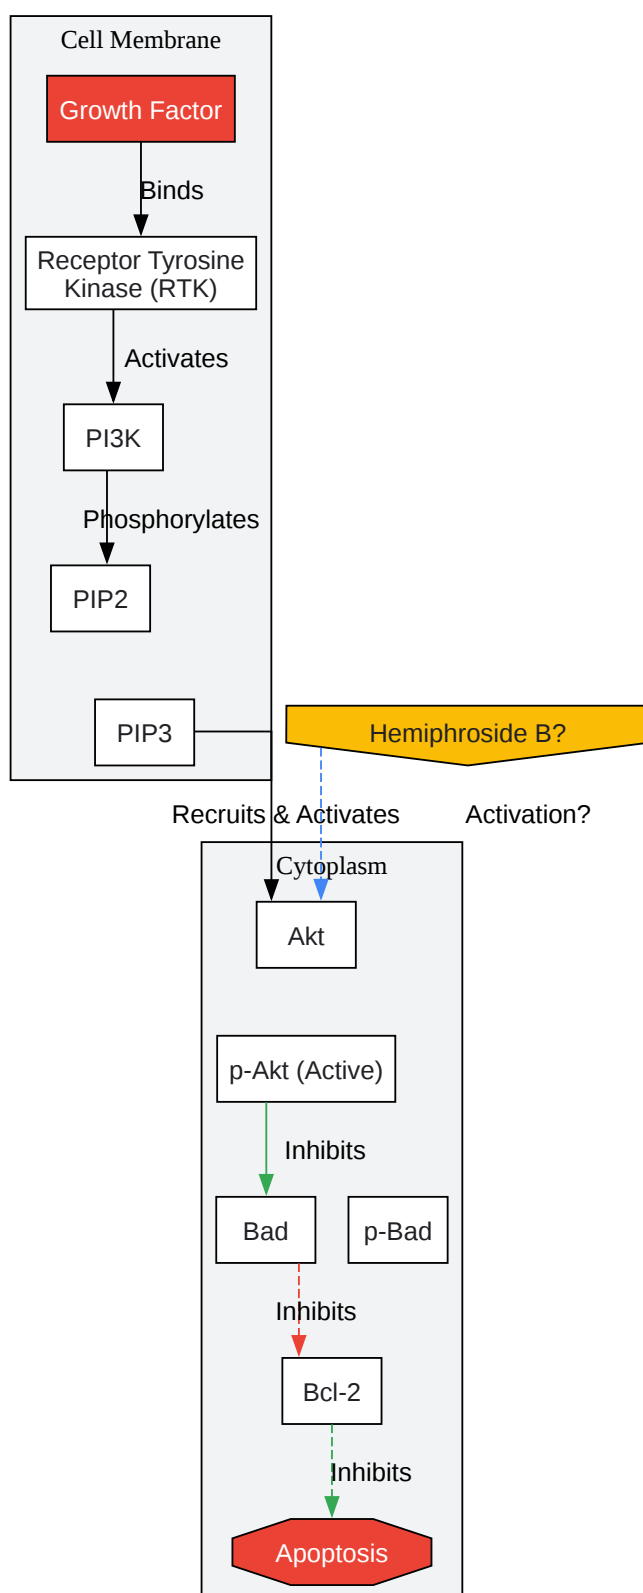 Cell Membrane
Growth Factor
Binds
Receptor Tyrosine
Kinase (RTK)
Activates
PI3K
Phosphorylates
PIP2
PIP3
Hemiphroside B?
Recruits & Activates
Activation?
Cytoplasm
Akt
p-Akt (Active)
Inhibits
Bad
p-Bad
Inhibits
Bcl-2
Inhibits
Apoptosis